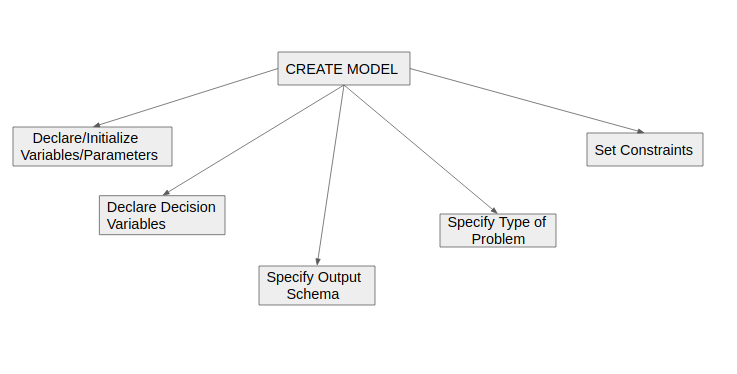 CREATE MODEL
Declare/Initialize
Variables/Parameters
Set Constraints
Declare Decision
Variables
Specify Type of
Problem
Specify Output
Schema